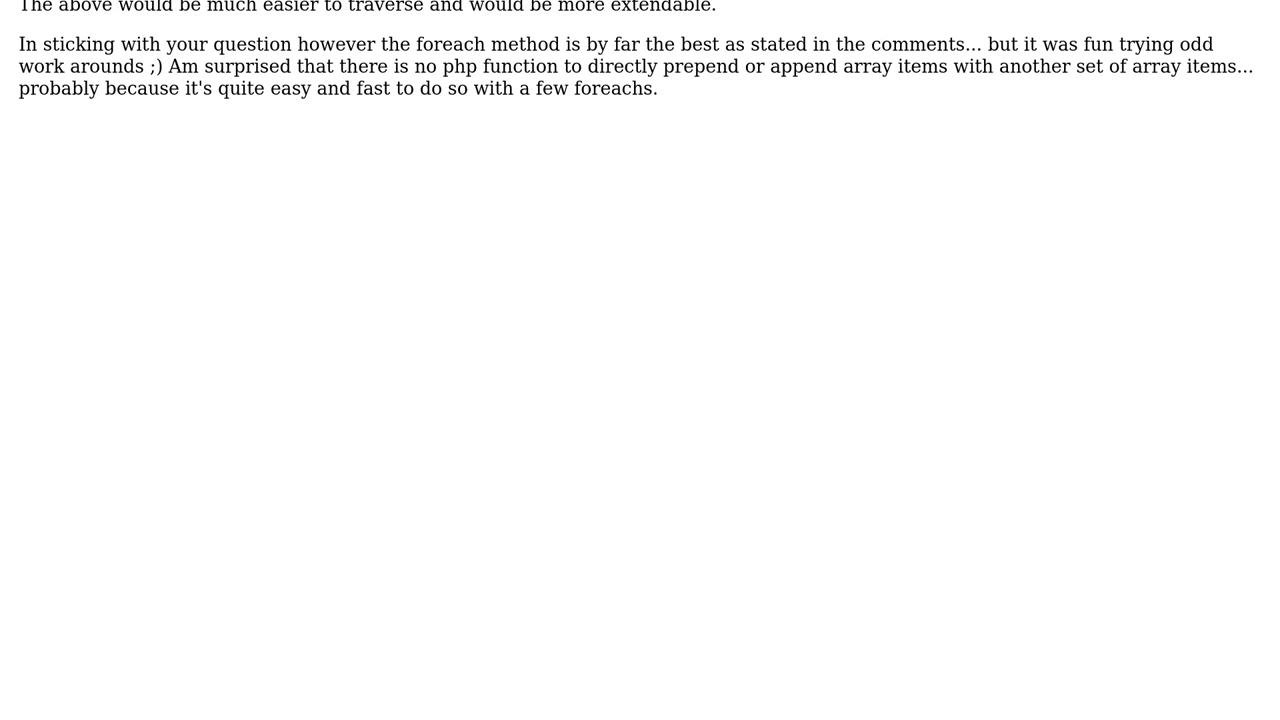 The above would be much easier to traverse and would be more extendable.
In sticking with your question however the foreach method is by far the best as stated in the comments... but it was fun trying odd
work arounds ;) Am surprised that there is no php function to directly prepend or append array items with another set of array items...
probably because it's quite easy and fast to do so with a few foreachs.